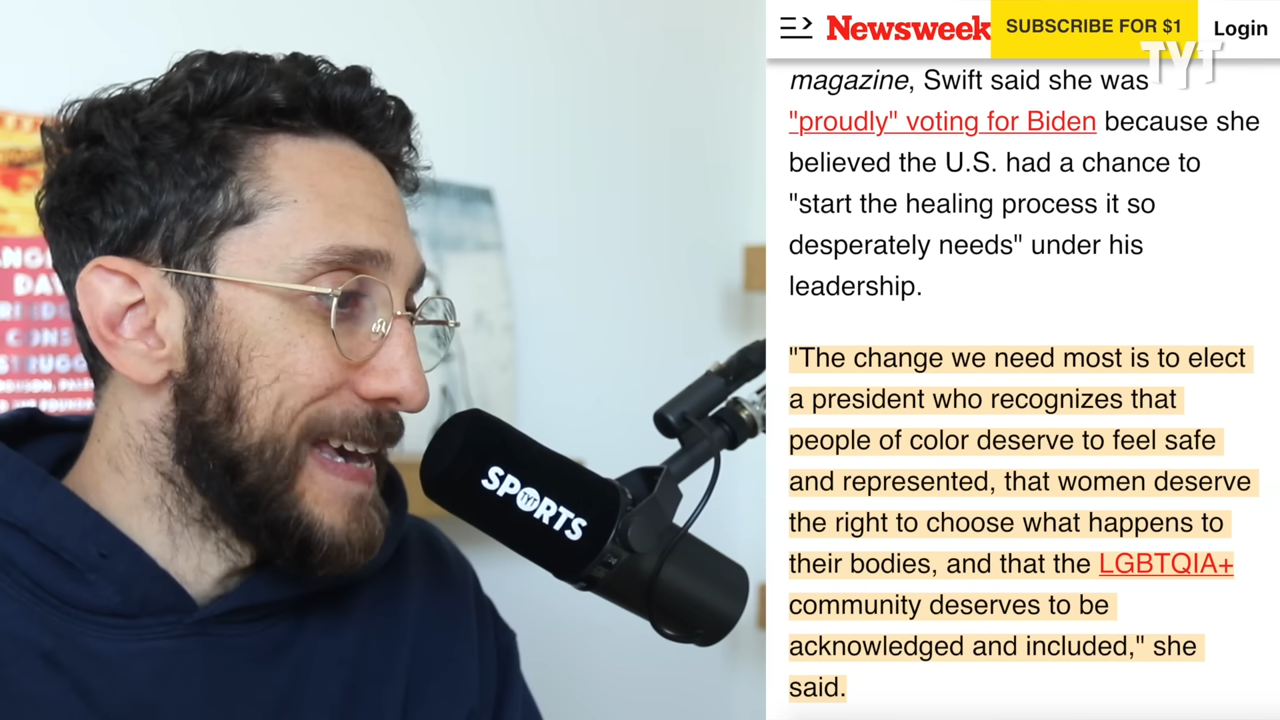 Newsweek
SUBSCRIBE FOR $1
Login
TYT
magazine, Swift said she was
"proudly" voting for Biden because she
believed the U.S. had a chance to
"start the healing process it so
desperately needs" under his
leadership.
"The change we need most is to elect
a president who recognizes that
people of color deserve to feel safe
and represented, that women deserve
the right to choose what happens to
their bodies, and that the LGBTQIA+
community deserves to be
acknowledged and included," she
said.
SPORTS
TYT